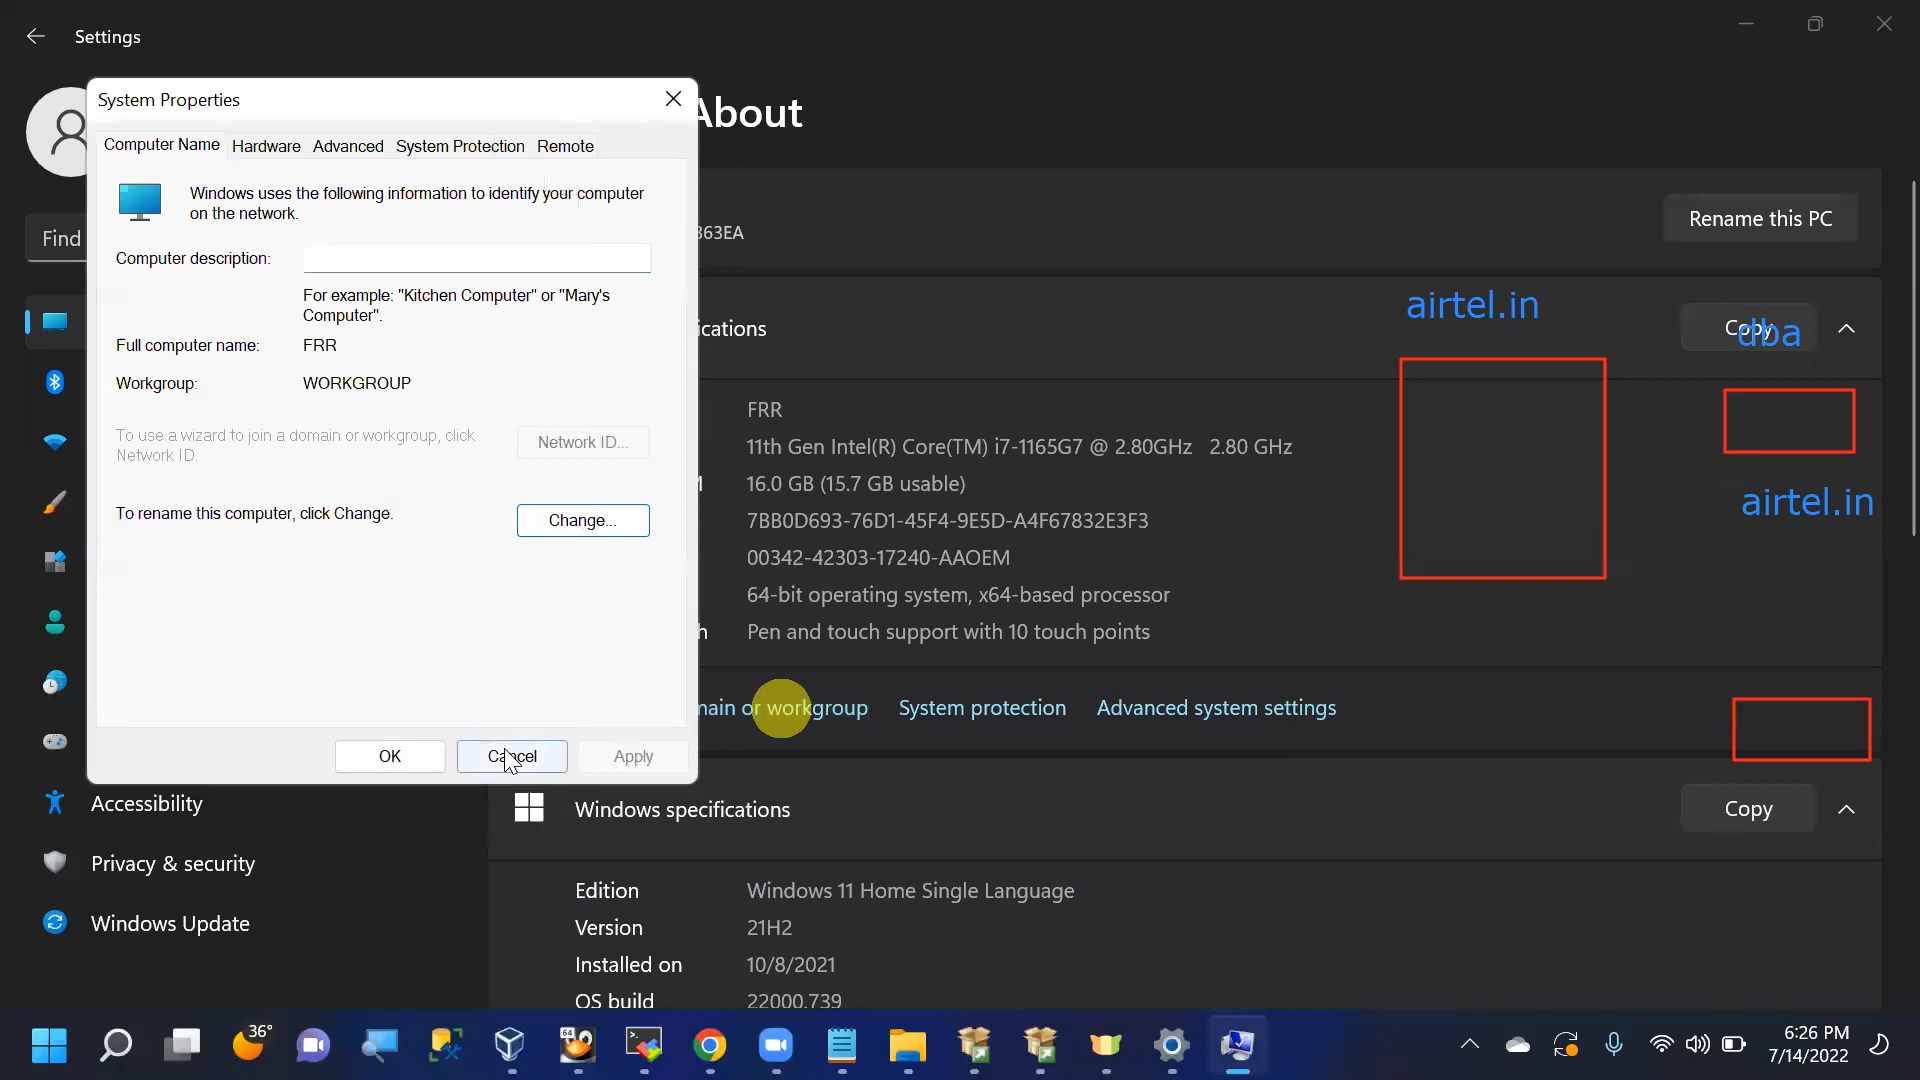 Settings
System Properties
Computer Name Hardware Advanced System Protection Remote
Windows uses the following information to identify your computer
on the network.
Computer description:
For example: "Kitchen Computer" or "Mary's
Computer".
Full computer name: FRR
Workgroup: WORKGROUP
To use a wizard to join a domain or workgroup, click
Network ID.
Network ID...
To rename this computer, click Change.
Change...
OK Cancel Apply
Find
Accessibility
Privacy & security
Windows Update
About
363EA
Rename this PC
ications
airtel.in
Copy
dba
FRR
11th Gen Intel(R) Core(TM) i7-1165G7 @ 2.80GHz 2.80 GHz
16.0 GB (15.7 GB usable)
7BB0D693-76D1-45F4-9E5D-A4F67832E3F3
airtel.in
00342-42303-17240-AAOEM
64-bit operating system, x64-based processor
h Pen and touch support with 10 touch points
main or workgroup System protection Advanced system settings
Windows specifications
Copy
Edition Windows 11 Home Single Language
Version 21H2
Installed on 10/8/2021
OS build 22000.739
36°
64
6:26 PM
7/14/2022